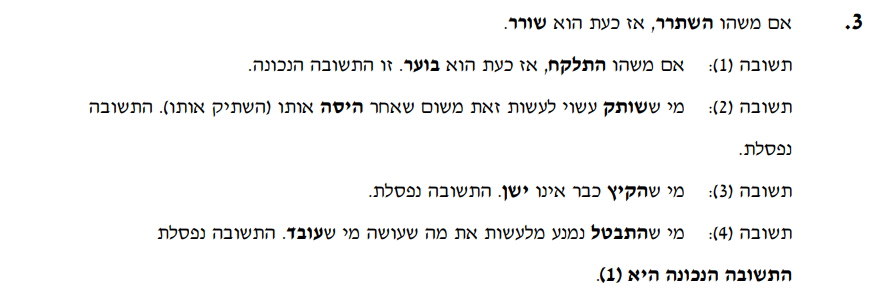 3. אם משהו השתרר, אז כעת הוא שורר.
תשובה (1): אם משהו התלקח, אז כעת הוא בוער. זו התשובה הנכונה.
תשובה (2): מי ששותק עשוי לעשות זאת משום שאחר היסה אותו (השתיק אותו). התשובה
נפסלת.
תשובה (3): מי שהקיץ כבר אינו ישן. התשובה נפסלת.
תשובה (4): מי שהתבטל נמנע מלעשות את מה שעושה מי שעובד. התשובה נפסלת
התשובה הנכונה היא (1).